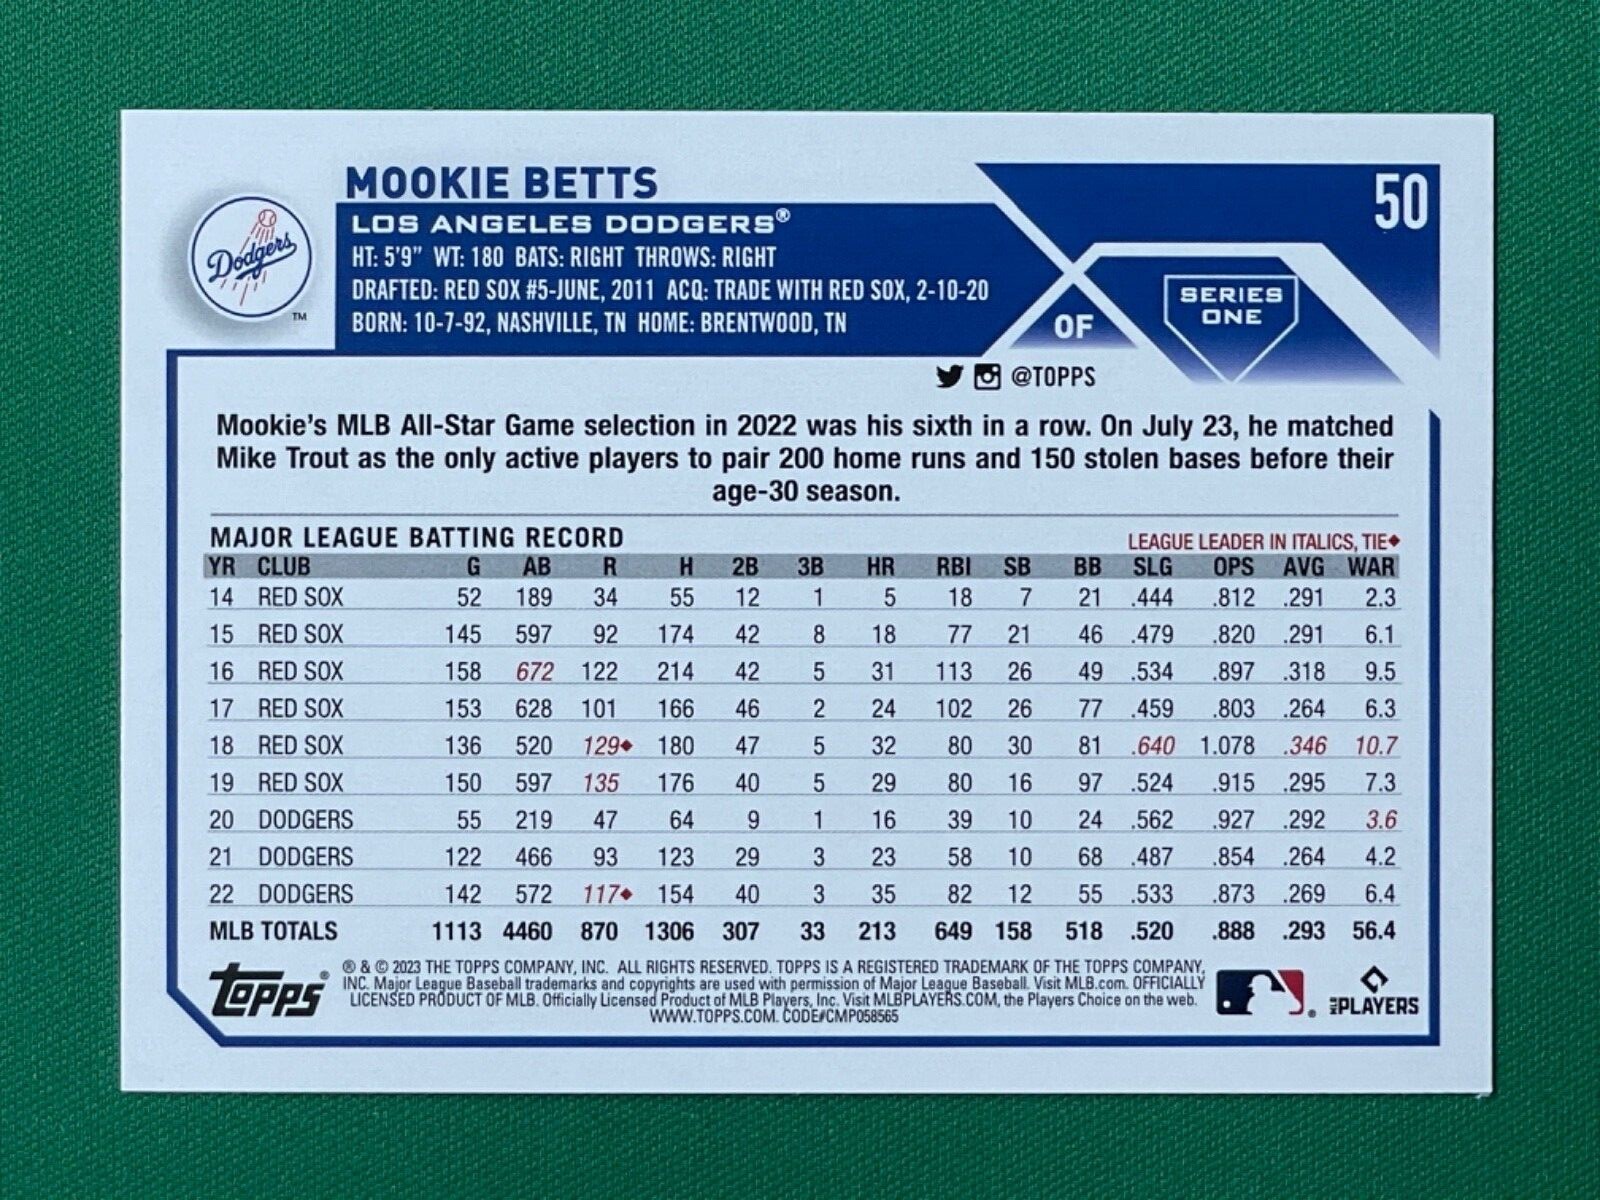 MOOKIE BETTS
50
Dodgers
TM
LOS ANGELES DODGERS®
HT: 5'9" WT: 180 BATS: RIGHT THROWS: RIGHT
DRAFTED: RED SOX #5-JUNE, 2011 ACQ: TRADE WITH RED SOX, 2-10-20
BORN: 10-7-92, NASHVILLE, TN HOME: BRENTWOOD, TN
OF
SERIES
ONE
@TOPPS
Mookie's MLB All-Star Game selection in 2022 was his sixth in a row. On July 23, he matched
Mike Trout as the only active players to pair 200 home runs and 150 stolen bases before their
age-30 season.
MAJOR LEAGUE BATTING RECORD LEAGUE LEADER IN ITALICS, TIE◆
YR CLUB G AB R H 2B 3B HR RBI SB BB SLG OPS AVG WAR
14 RED SOX 52 189 34 55 12 1 5 18 7 21 .444 .812 .291 2.3
15 RED SOX 145 597 92 174 42 8 18 77 21 46 .479 .820 .291 6.1
16 RED SOX 158 672 122 214 42 5 31 113 26 49 .534 .897 .318 9.5
17 RED SOX 153 628 101 166 46 2 24 102 26 77 .459 .803 .264 6.3
18 RED SOX 136 520 129◆ 180 47 5 32 80 30 81 .640 1.078 .346 10.7
19 RED SOX 150 597 135 176 40 5 29 80 16 97 .524 .915 .295 7.3
20 DODGERS 55 219 47 64 9 1 16 39 10 24 .562 .927 .292 3.6
21 DODGERS 122 466 93 123 29 3 23 58 10 68 .487 .854 .264 4.2
22 DODGERS 142 572 117◆ 154 40 3 35 82 12 55 .533 .873 .269 6.4
MLB TOTALS 1113 4460 870 1306 307 33 213 649 158 518 .520 .888 .293 56.4
topps®
® & © 2023 THE TOPPS COMPANY, INC. ALL RIGHTS RESERVED. TOPPS IS A REGISTERED TRADEMARK OF THE TOPPS COMPANY,
INC. Major League Baseball trademarks and copyrights are used with permission of Major League Baseball. Visit MLB.com. OFFICIALLY
LICENSED PRODUCT OF MLB. Officially Licensed Product of MLB Players, Inc. Visit MLBPLAYERS.COM, the Players Choice on the web.
WWW.TOPPS.COM. CODE#CMP058565
®
MLB PLAYERS